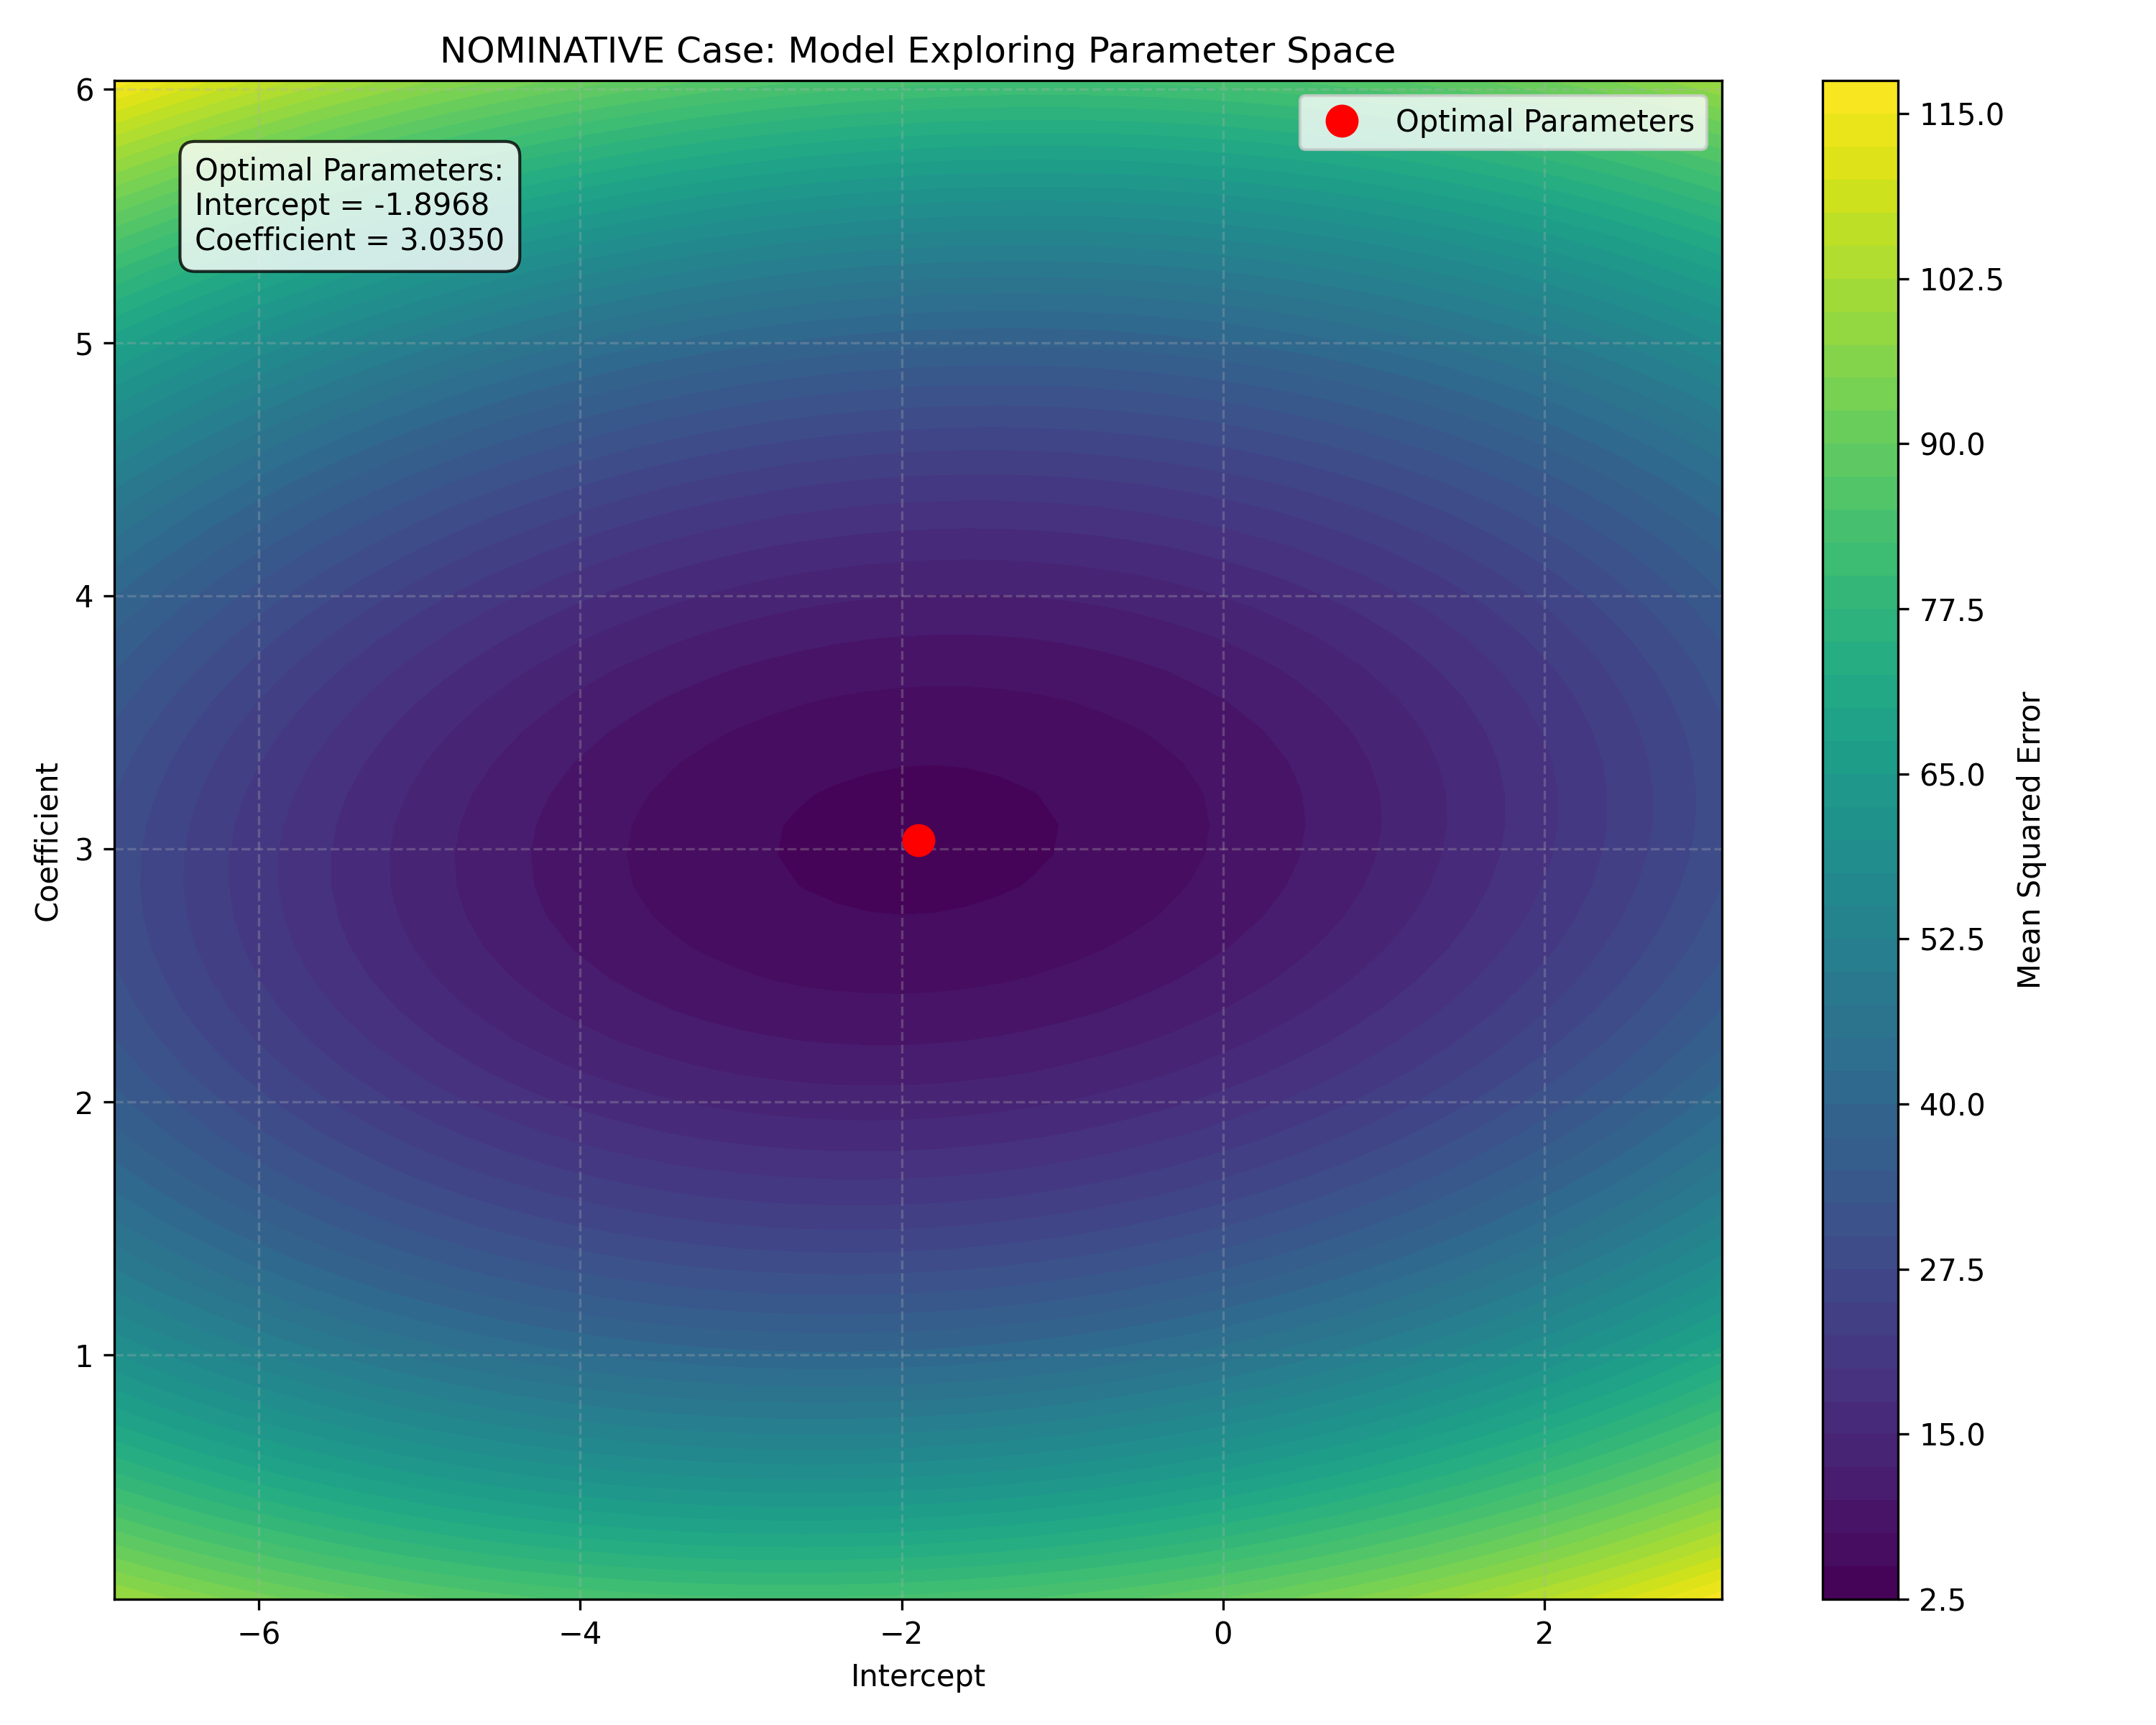 NOMINATIVE Case: Model Exploring Parameter Space
Optimal Parameters
Optimal Parameters:
Intercept = -1.8968
Coefficient = 3.0350
6
5
4
3
2
1
Coefficient
−6
−4
−2
0
2
Intercept
115.0
102.5
90.0
77.5
65.0
52.5
40.0
27.5
15.0
2.5
Mean Squared Error